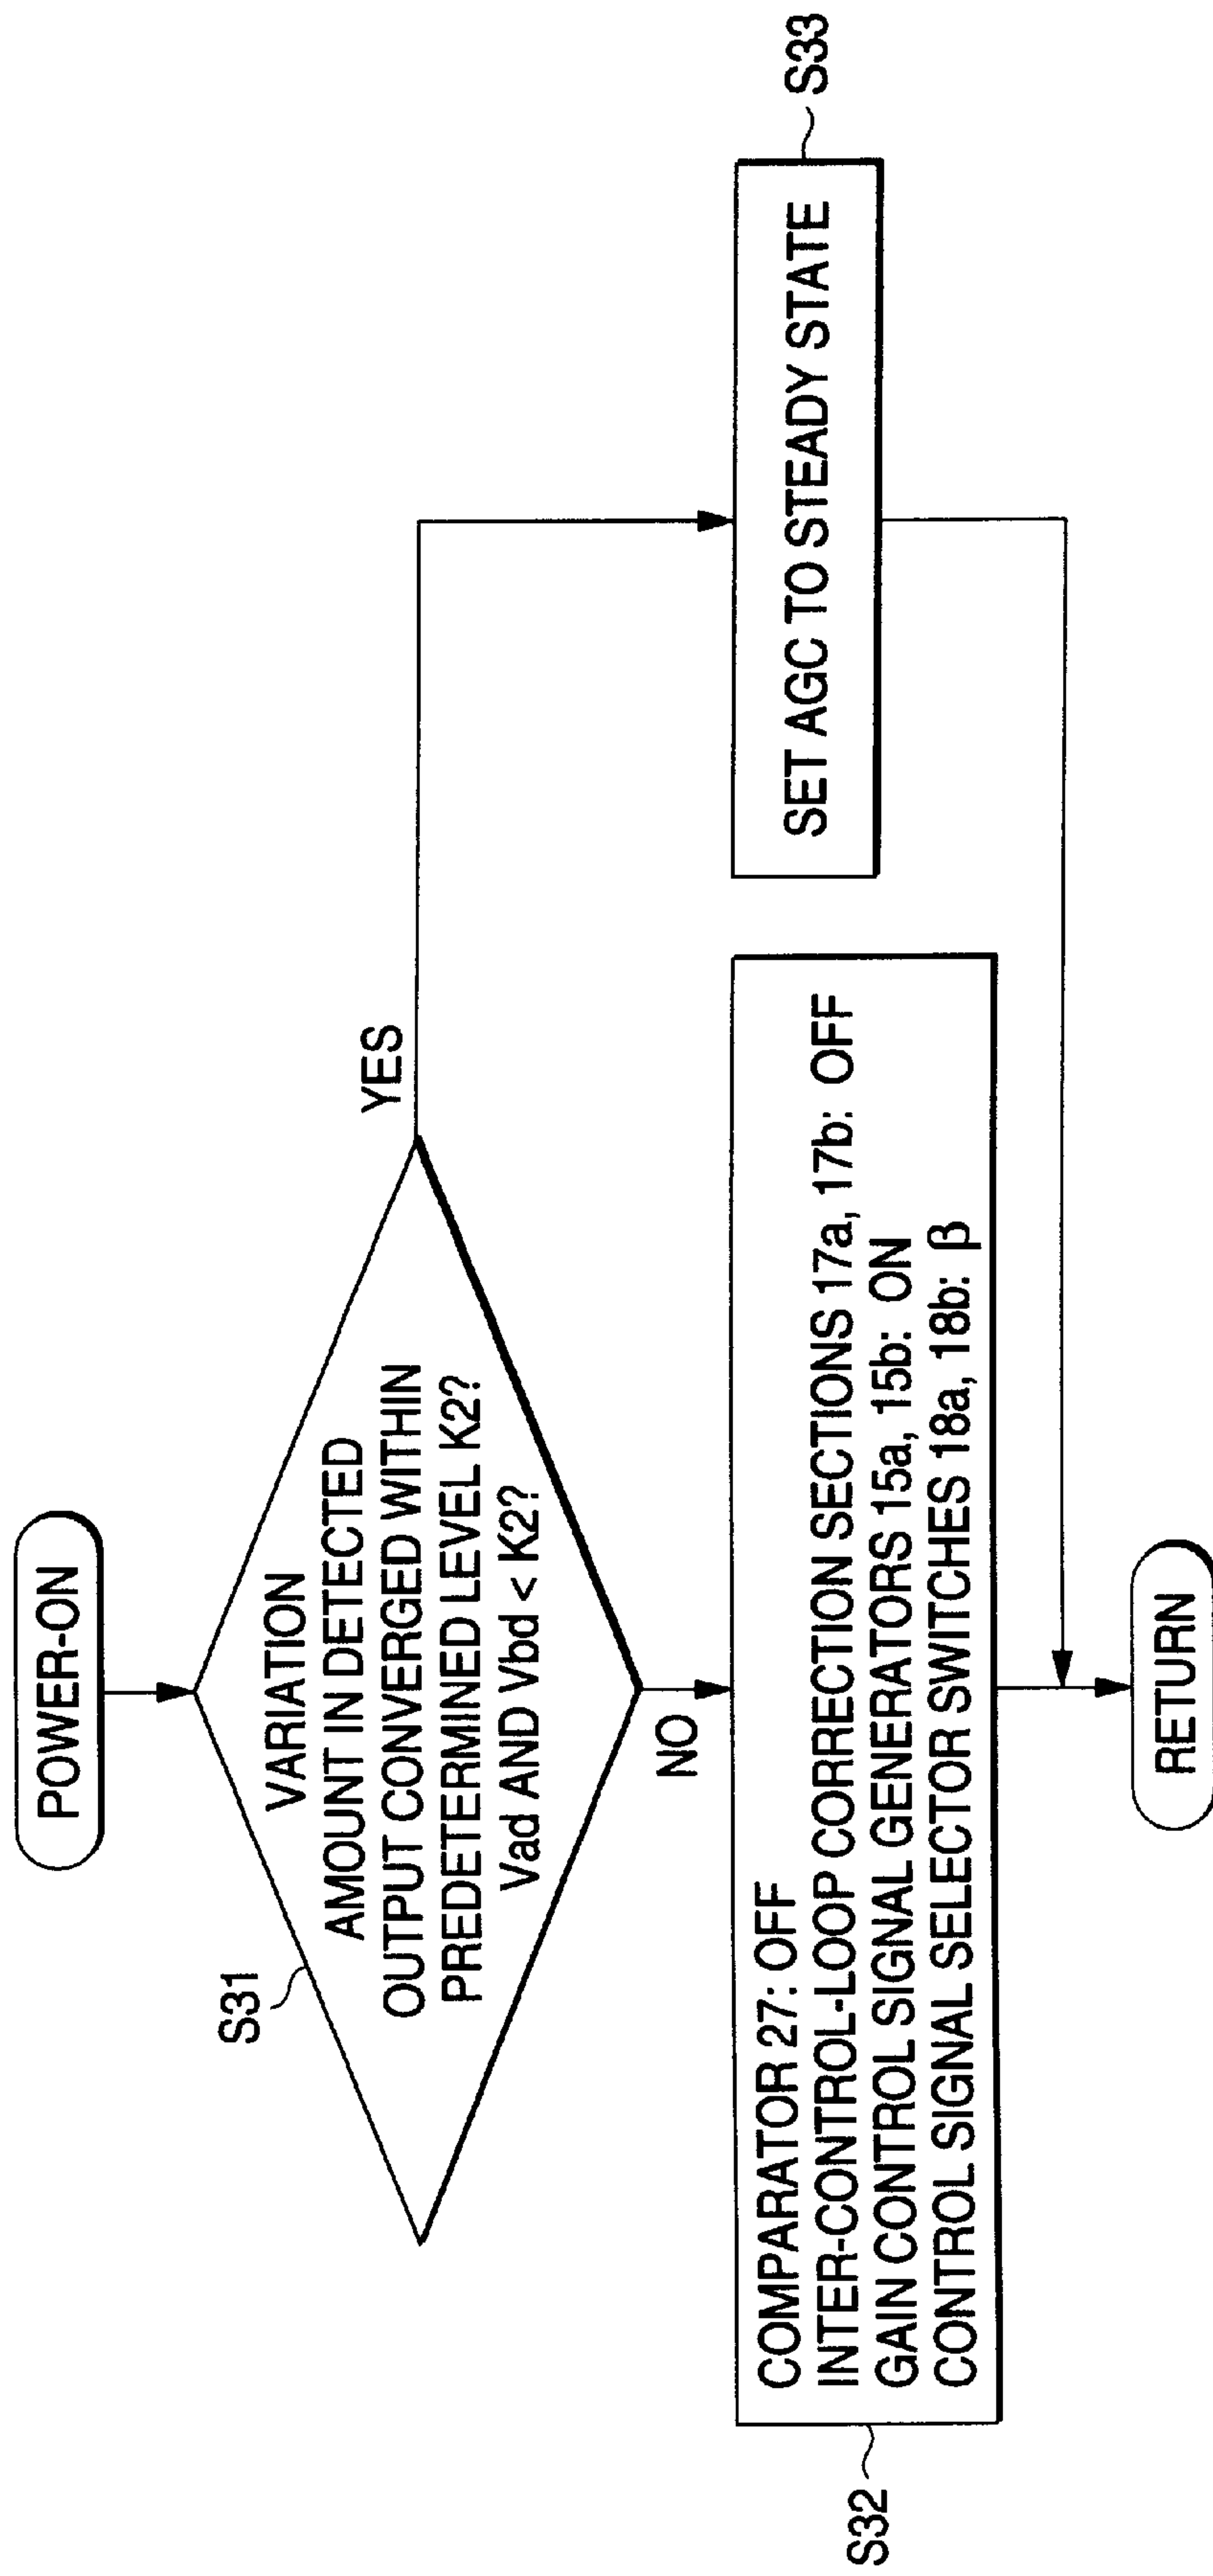 POWER-ON
S31
VARIATION
AMOUNT IN DETECTED
OUTPUT CONVERGED WITHIN
PREDETERMINED LEVEL K2?
Vad AND Vbd < K2?
YES
NO
S32
COMPARATOR 27: OFF
INTER-CONTROL-LOOP CORRECTION SECTIONS 17a, 17b: OFF
GAIN CONTROL SIGNAL GENERATORS 15a, 15b: ON
CONTROL SIGNAL SELECTOR SWITCHES 18a, 18b: β
SET AGC TO STEADY STATE
S33
RETURN